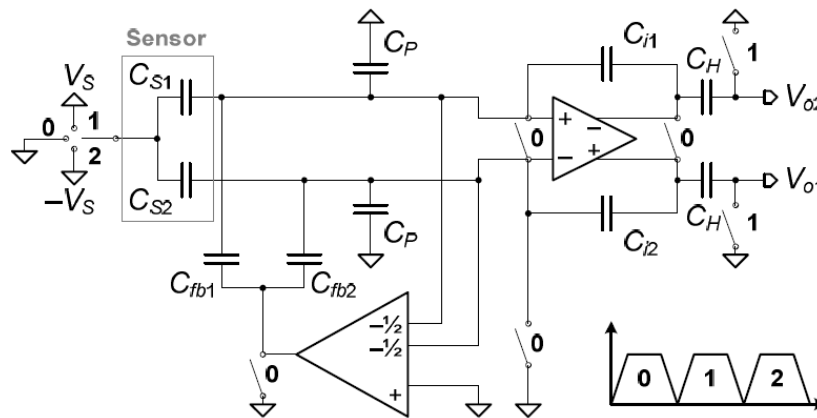 Sensor
C_P
C_i1
C_H
1
V_S
C_S1
0
1
2
+
−
0
−
+
0
V_o2
−V_S
C_S2
C_P
C_i2
C_H
V_o1
1
C_fb1
C_fb2
−½
−½
+
0
0
0
1
2